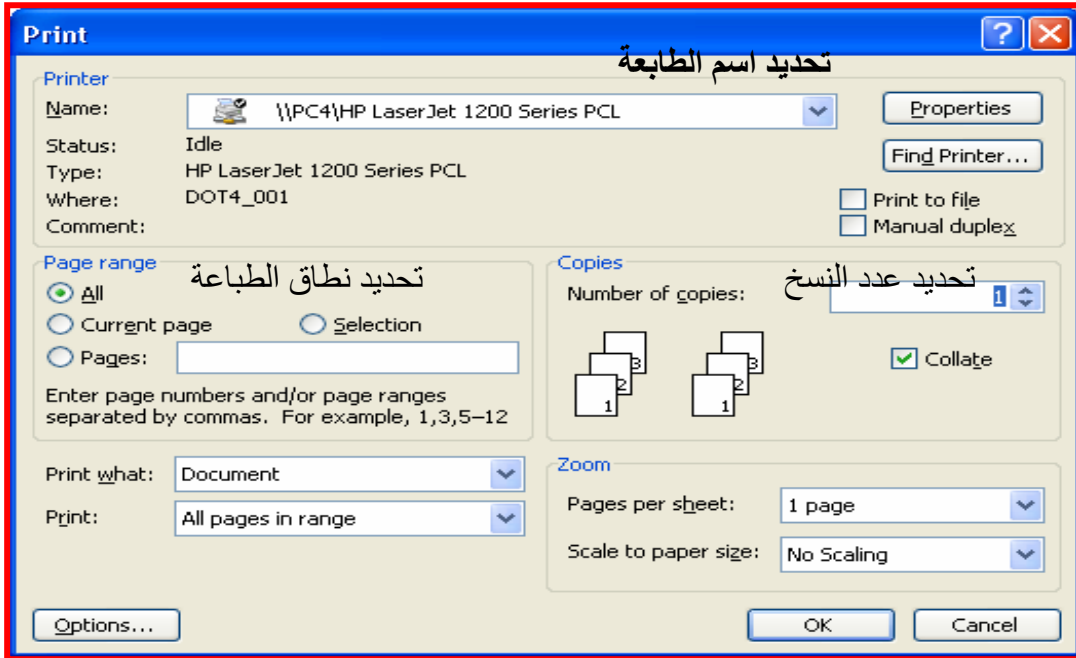 Print
تحديد اسم الطابعة
Printer
Name: \\PC4\HP LaserJet 1200 Series PCL Properties
Status: Idle
Find Printer...
Type: HP LaserJet 1200 Series PCL
Where: DOT4_001
Print to file
Comment:
Manual duplex
Page range
تحديد نطاق الطباعة
All
Current page Selection
Pages:
Enter page numbers and/or page ranges
separated by commas. For example, 1,3,5–12
Copies
تحديد عدد النسخ
Number of copies: 1
Collate
1 2 3 1 2 3
Print what: Document
Print: All pages in range
Zoom
Pages per sheet: 1 page
Scale to paper size: No Scaling
Options... OK Cancel